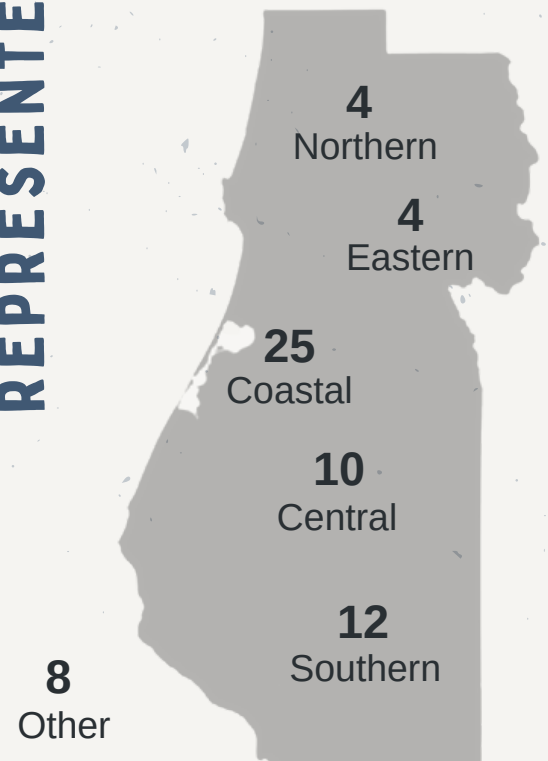 REPRESENTE
4
Northern
4
Eastern
25
Coastal
10
Central
12
Southern
8
Other